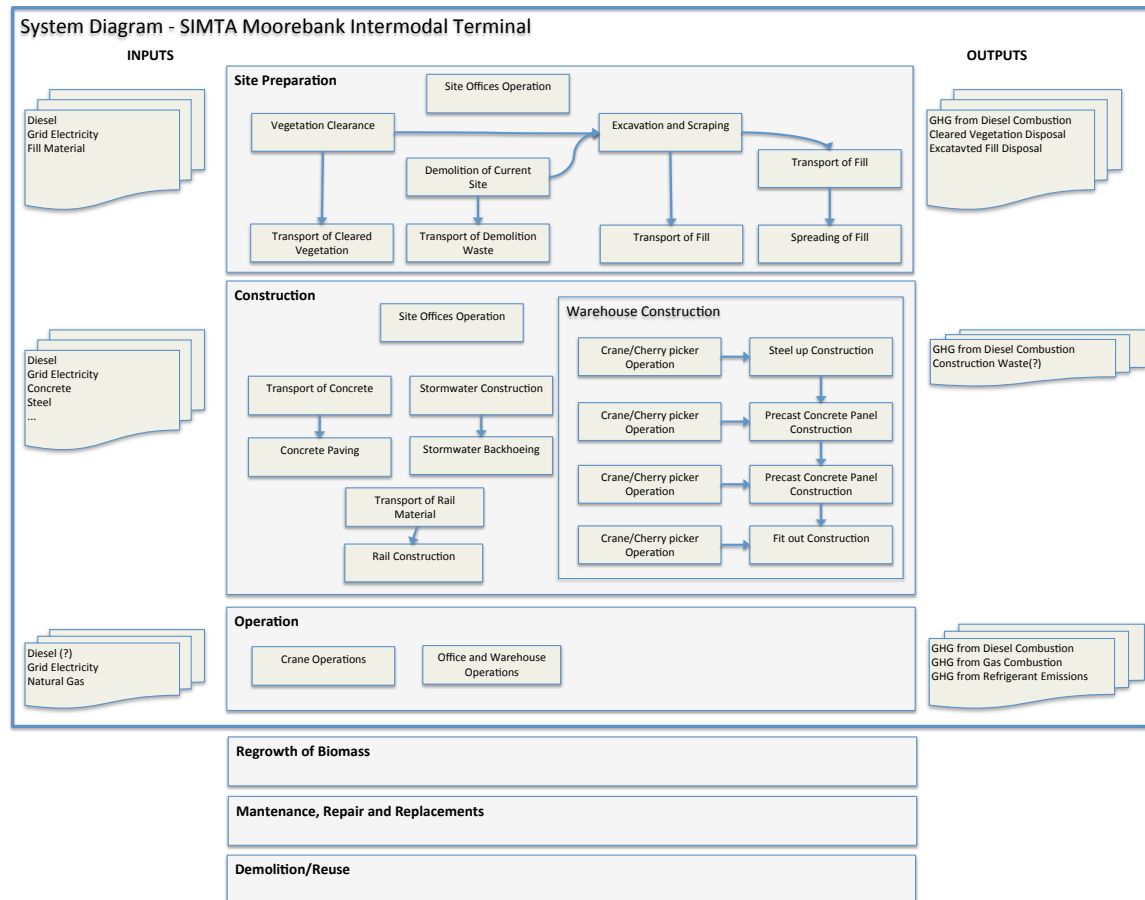 System Diagram - SIMTA Moorebank Intermodal Terminal
INPUTS
OUTPUTS
Site Preparation
Site Offices Operation
Diesel
Grid Electricity
Fill Material
Vegetation Clearance
Excavation and Scraping
Demolition of Current
Site
Transport of Fill
Transport of Cleared
Vegetation
Transport of Demolition
Waste
Transport of Fill
Spreading of Fill
GHG from Diesel Combustion
Cleared Vegetation Disposal
Excatavted Fill Disposal
Construction
Site Offices Operation
Diesel
Grid Electricity
Concrete
Steel
...
Transport of Concrete
Stormwater Construction
Concrete Paving
Stormwater Backhoeing
Transport of Rail
Material
Rail Construction
Warehouse Construction
Crane/Cherry picker
Operation
Steel up Construction
Crane/Cherry picker
Operation
Precast Concrete Panel
Construction
Crane/Cherry picker
Operation
Precast Concrete Panel
Construction
Crane/Cherry picker
Operation
Fit out Construction
GHG from Diesel Combustion
Construction Waste(?)
Operation
Diesel (?)
Grid Electricity
Natural Gas
Crane Operations
Office and Warehouse
Operations
GHG from Diesel Combustion
GHG from Gas Combustion
GHG from Refrigerant Emissions
Regrowth of Biomass
Mantenance, Repair and Replacements
Demolition/Reuse